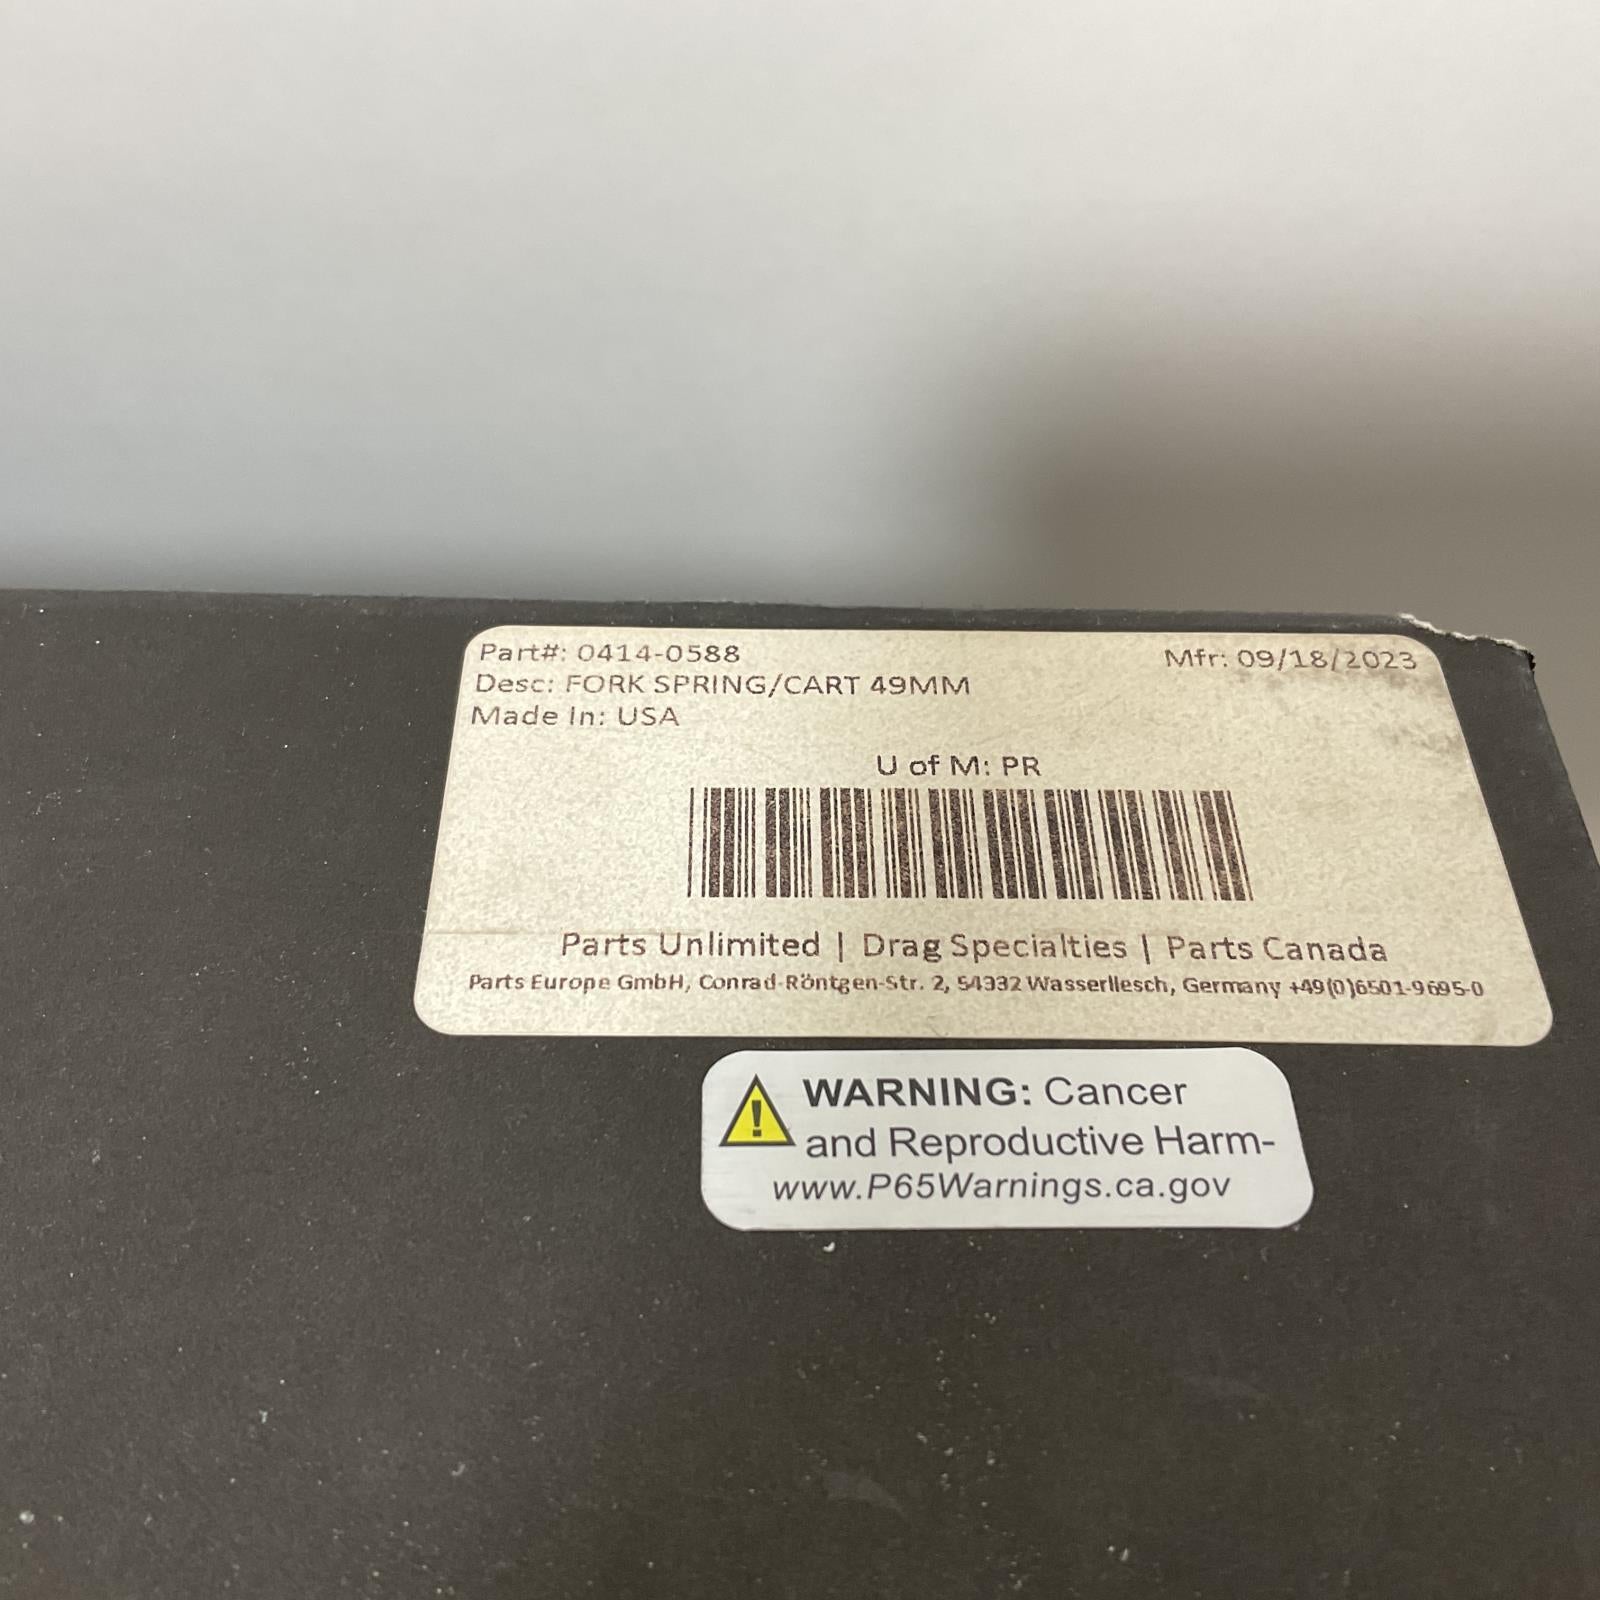 Part#: 0414-0588
Mfr: 09/18/2023
Desc: FORK SPRING/CART 49MM
Made In: USA
U of M: PR
Parts Unlimited | Drag Specialties | Parts Canada
Parts Europe GmbH, Conrad-Röntgen-Str. 2, 54332 Wasserliesch, Germany +49(0)6501-9695-0
WARNING: Cancer
and Reproductive Harm-
www.P65Warnings.ca.gov